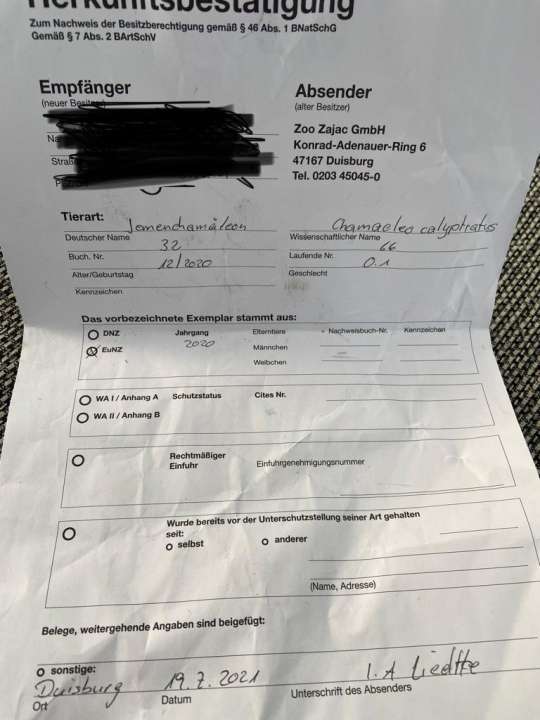 Herkunftsbestätigung
Zum Nachweis der Besitzberechtigung gemäß § 46 Abs. 1 BNatSchG
Gemäß § 7 Abs. 2 BArtSchV
Empfänger
(neuer Besitzer)
Absender
(alter Besitzer)
Zoo Zajac GmbH
Konrad-Adenauer-Ring 6
47167 Duisburg
Tel. 0203 45045-0
Tierart: Jemenchamäleon Chamaeleo calyptratus
Deutscher Name Wissenschaftlicher Name
32 66
Buch. Nr. Laufende Nr.
12/2020 0.1
Alter/Geburtstag Geschlecht
Kennzeichen
Das vorbezeichnete Exemplar stammt aus:
DNZ Jahrgang Elterntiere Nachweisbuch-Nr. Kennzeichen
EuNZ 2020 Männchen
Weibchen
WA I / Anhang A Schutzstatus Cites Nr.
WA II / Anhang B
Rechtmäßiger
Einfuhr Einfuhrgenehmigungsnummer
Wurde bereits vor der Unterschutzstellung seiner Art gehalten
seit:
selbst anderer
(Name, Adresse)
Belege, weitergehende Angaben sind beigefügt:
sonstige:
Duisburg 19.7.2021 I.A Liedtke
Ort Datum Unterschrift des Absenders